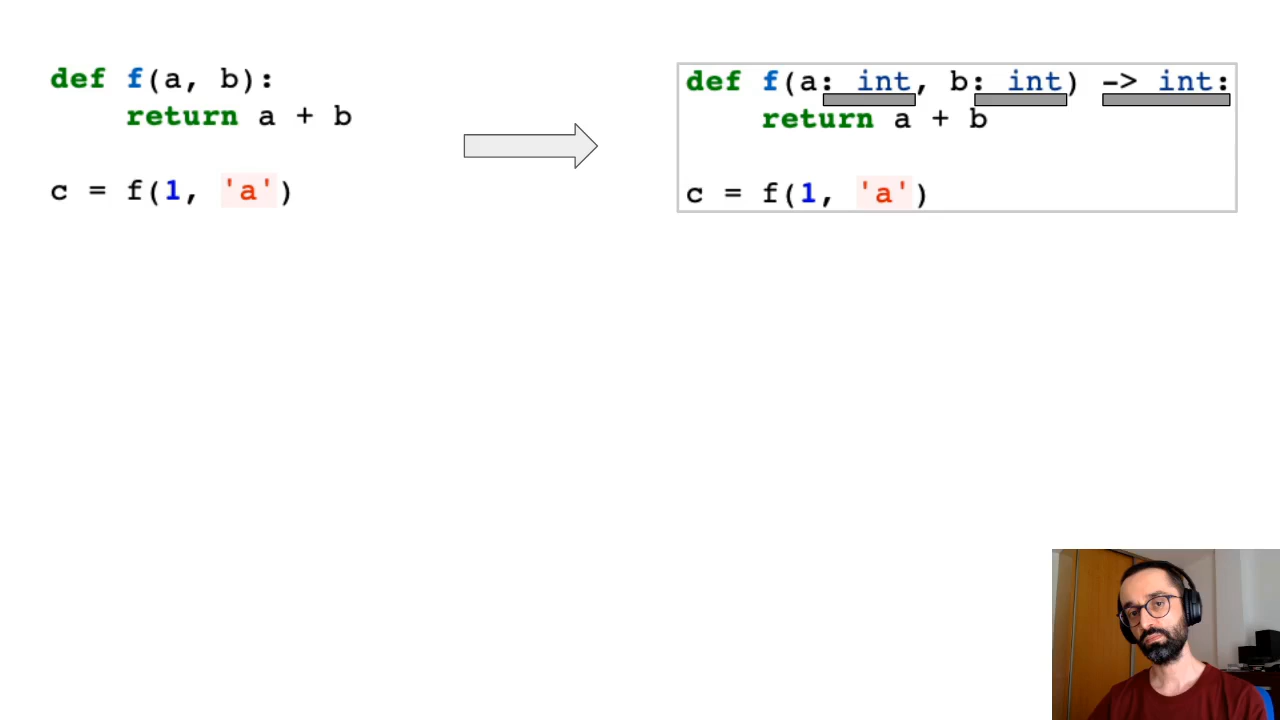 def f(a, b):
    return a + b
c = f(1, 'a')
def f(a: int, b: int) -> int:
    return a + b
c = f(1, 'a')